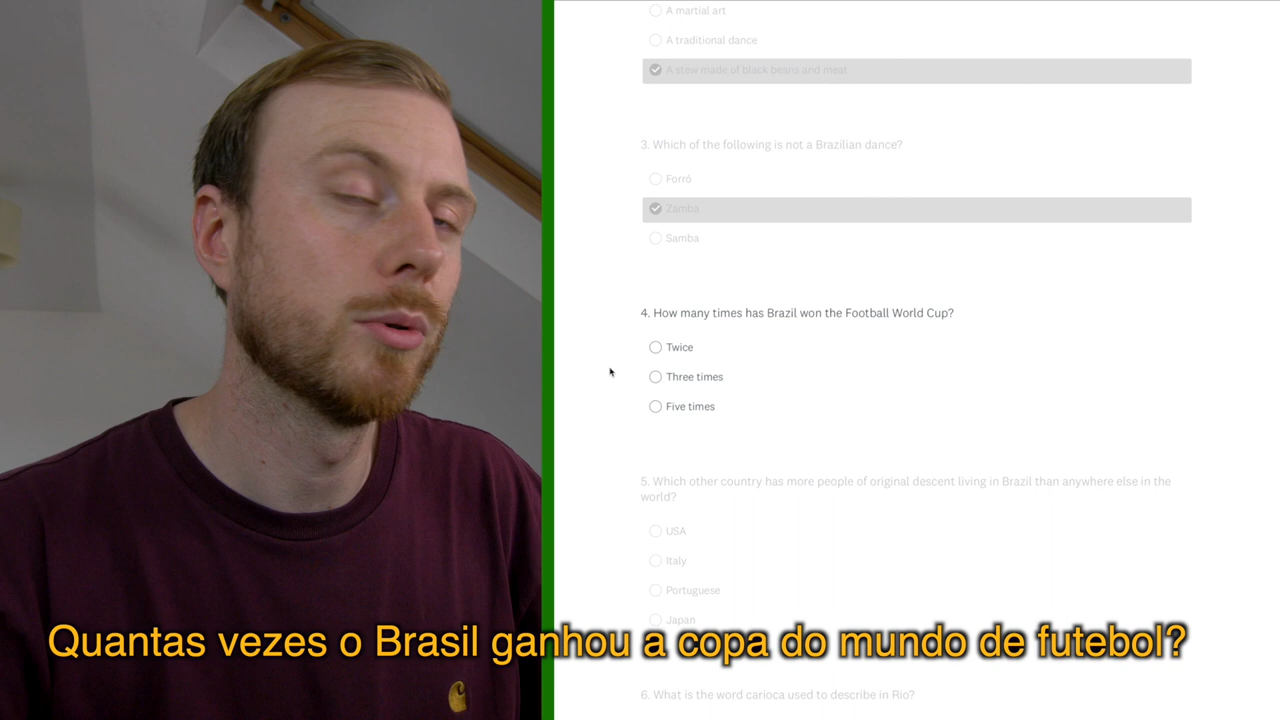 A martial art
A traditional dance
A stew made of black beans and meat
3. Which of the following is not a Brazilian dance?
Forró
Zamba
Samba
4. How many times has Brazil won the Football World Cup?
Twice
Three times
Five times
5. Which other country has more people of original descent living in Brazil than anywhere else in the
world?
USA
Italy
Portuguese
Japan
Quantas vezes o Brasil ganhou a copa do mundo de futebol?
6. What is the word carioca used to describe in Rio?